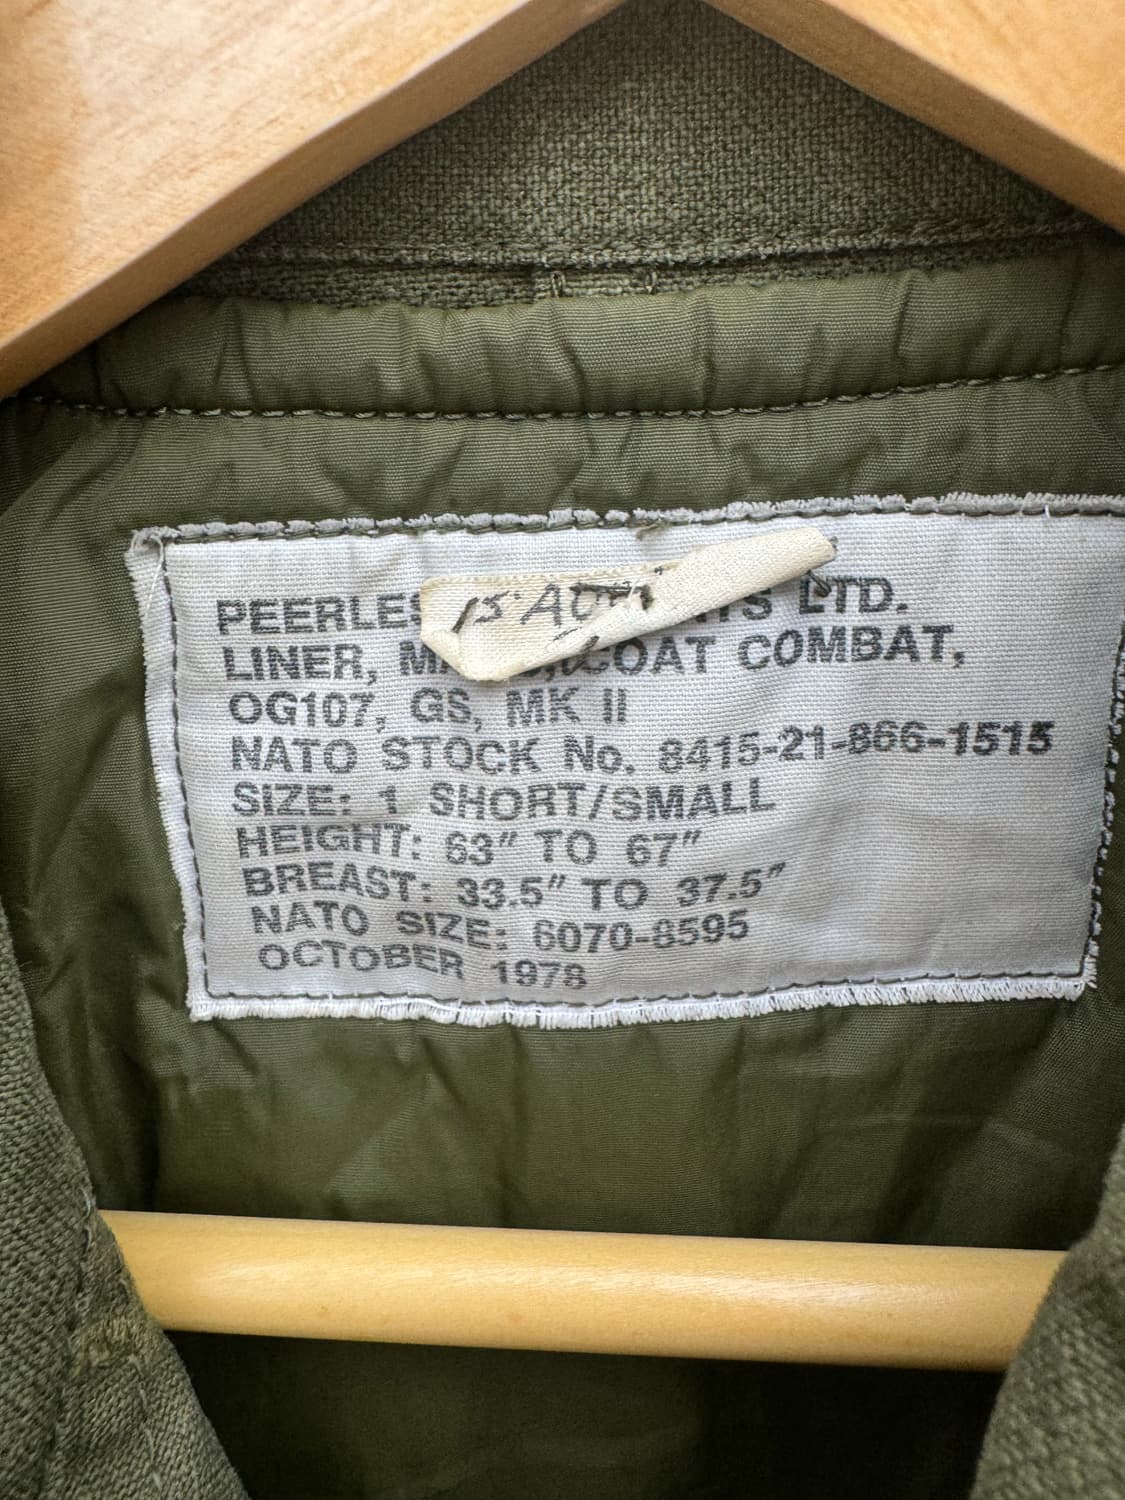 PEERLES LTD.
LINER, COAT COMBAT,
OG107, GS, MK II
NATO STOCK No. 8415-21-866-1515
SIZE: 1 SHORT/SMALL
HEIGHT: 63" TO 67"
BREAST: 33.5" TO 37.5"
NATO SIZE: 6070-8595
OCTOBER 1978